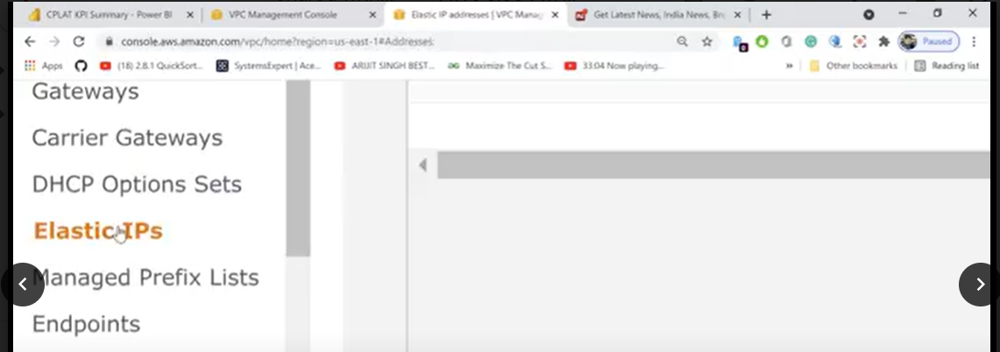 CPLAT KPI Summary - Power BI
VPC Management Console
Elastic IP addresses | VPC Manag
Get Latest News, India News, Bre
console.aws.amazon.com/vpc/home?region=us-east-1#Addresses:
Paused
Apps
(18) 2.8.1 QuickSort...
SystemsExpert | Ace...
ARIJIT SINGH BEST...
Maximize The Cut S...
33:04 Now playing...
Other bookmarks
Reading list
Gateways
Carrier Gateways
DHCP Options Sets
Elastic IPs
Managed Prefix Lists
Endpoints